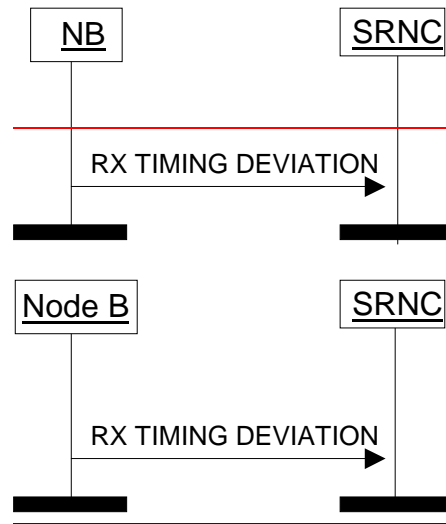 NB
SRNC
RX TIMING DEVIATION
Node B
SRNC
RX TIMING DEVIATION